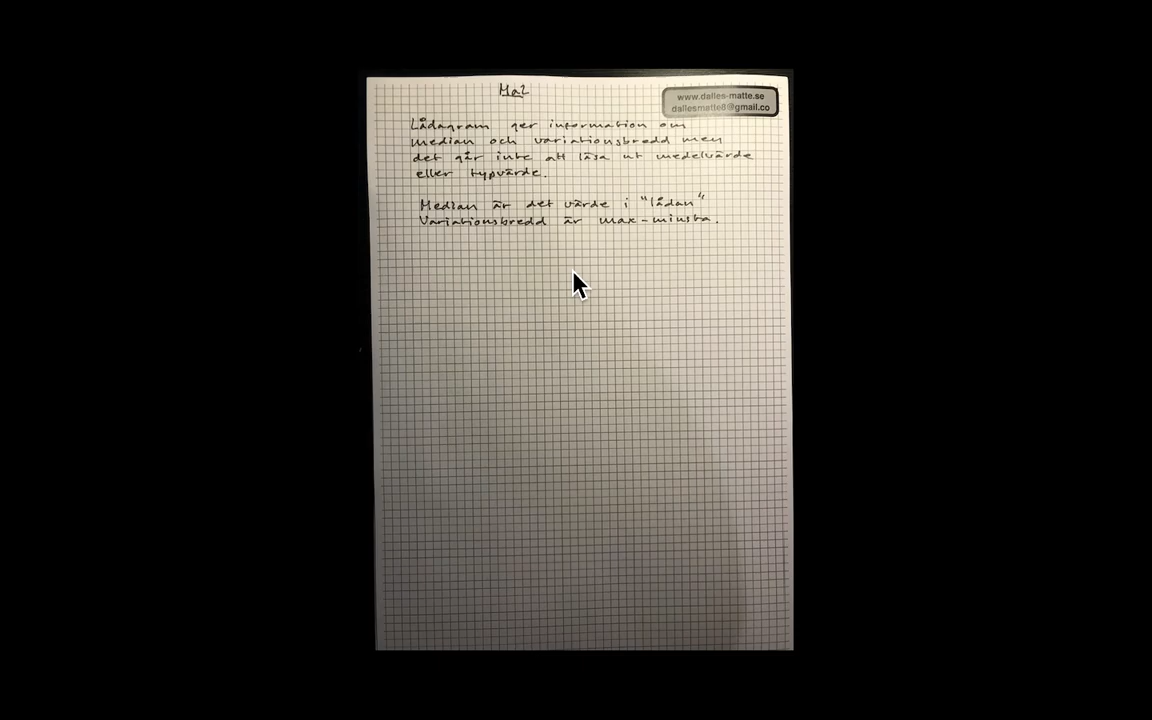 Ma2
www.dalles-matte.se
dallesmatte8@gmail.co
Lådagram ger information om
median och variationsbredd men
det går inte att läsa ut medelvärde
eller typvärde.
Median är det värde i "lådan"
Variationsbredd är max-minsta.